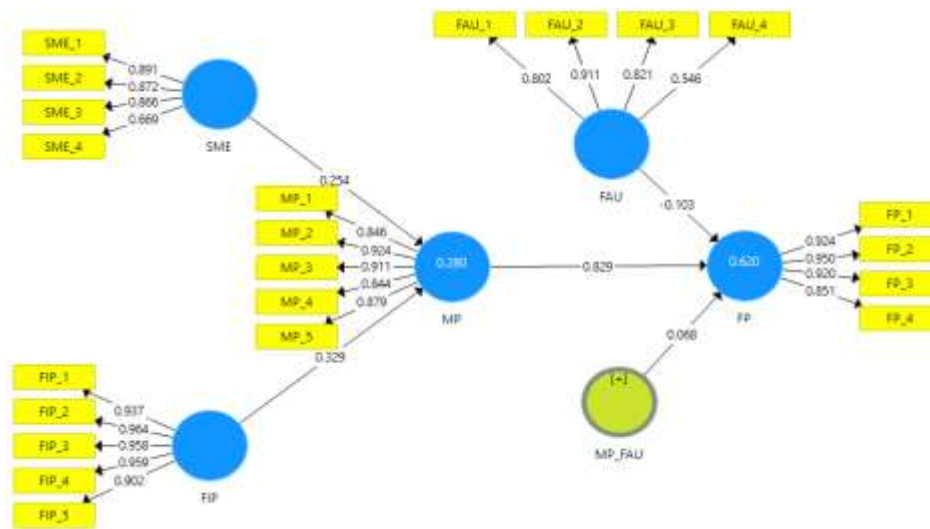 SME_1
SME_2
SME_3
SME_4
0.891
0.872
0.866
0.669
SME
0.254
FAU_1
FAU_2
FAU_3
FAU_4
0.802
0.911
0.821
0.546
FAU
-0.103
MP_1
MP_2
MP_3
MP_4
MP_5
0.846
0.924
0.911
0.844
0.879
0.280
MP
0.829
0.620
FP
FP_1
FP_2
FP_3
FP_4
0.924
0.950
0.920
0.851
0.068
[+]
MP_FAU
0.329
FIP_1
FIP_2
FIP_3
FIP_4
FIP_5
0.937
0.964
0.958
0.959
0.902
FIP